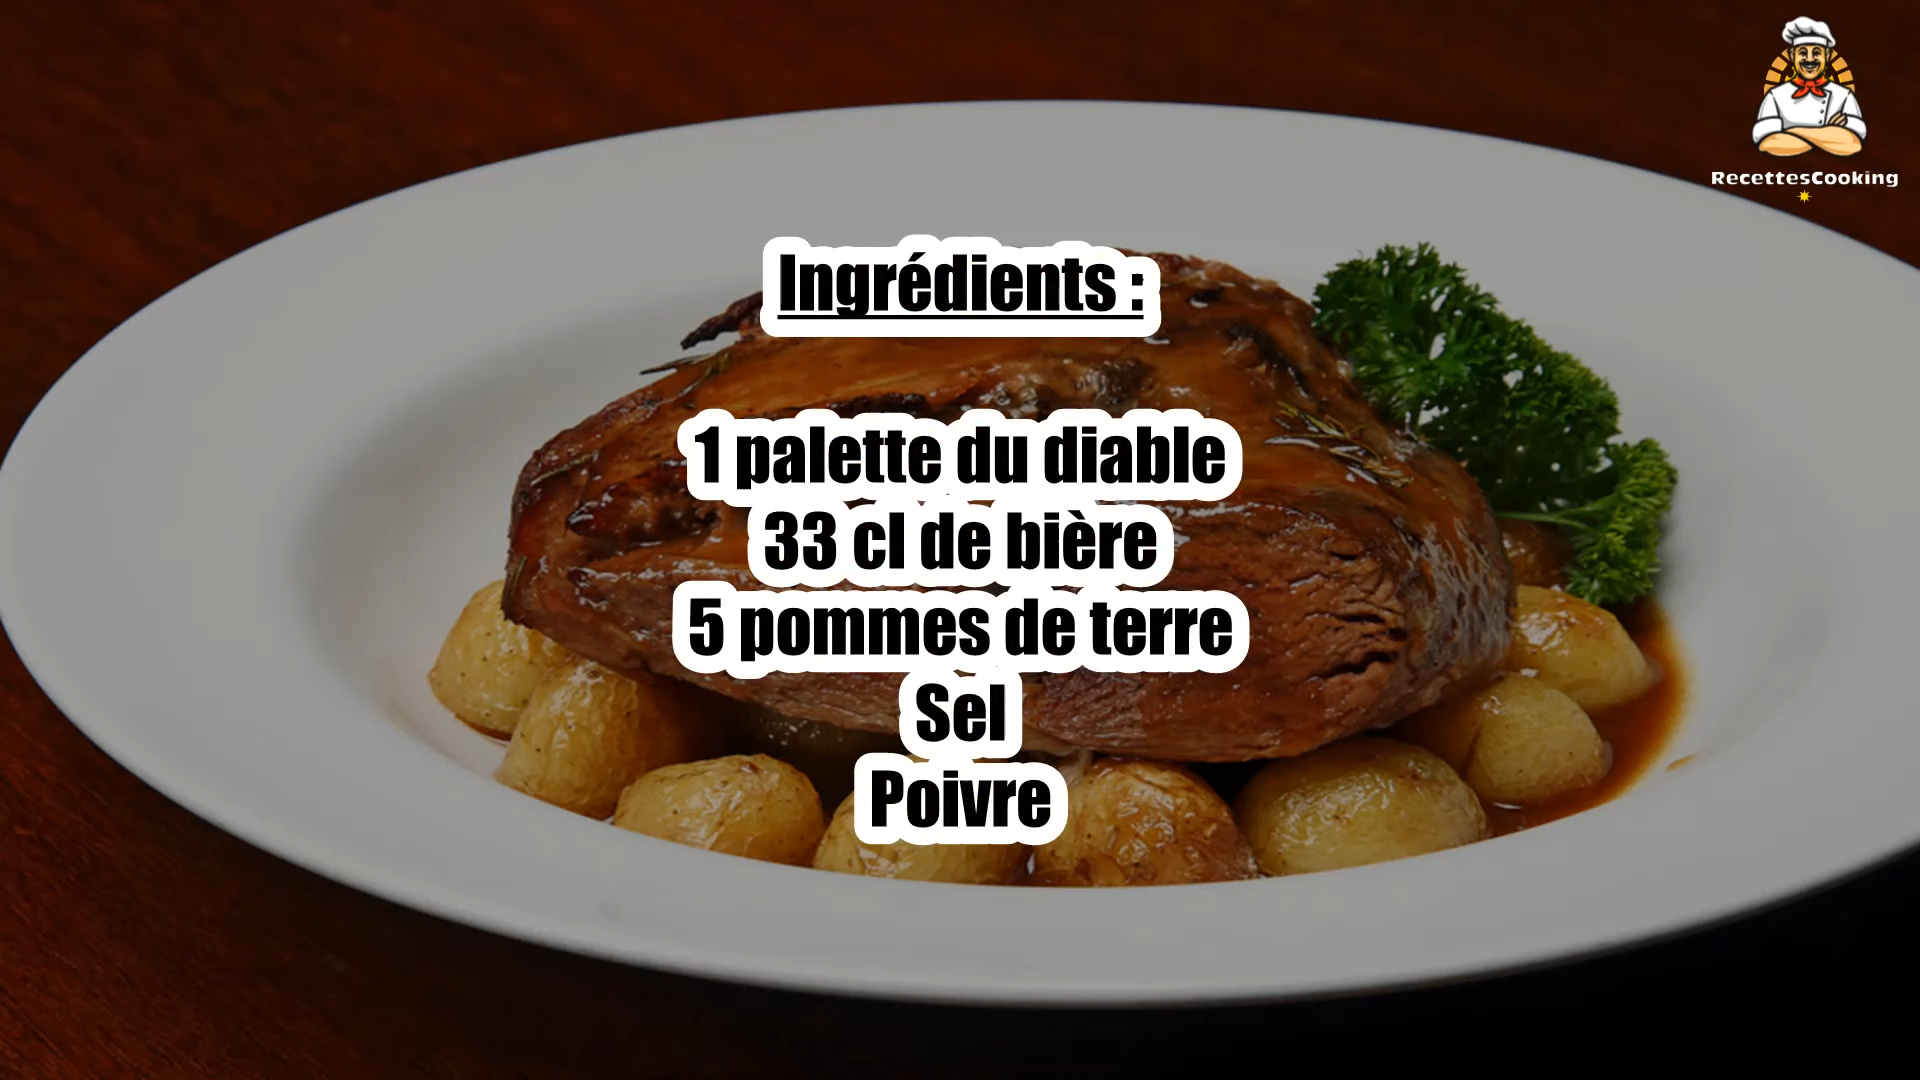 RecettesCooking
Ingrédients :
1 palette du diable
33 cl de bière
5 pommes de terre
Sel
Poivre